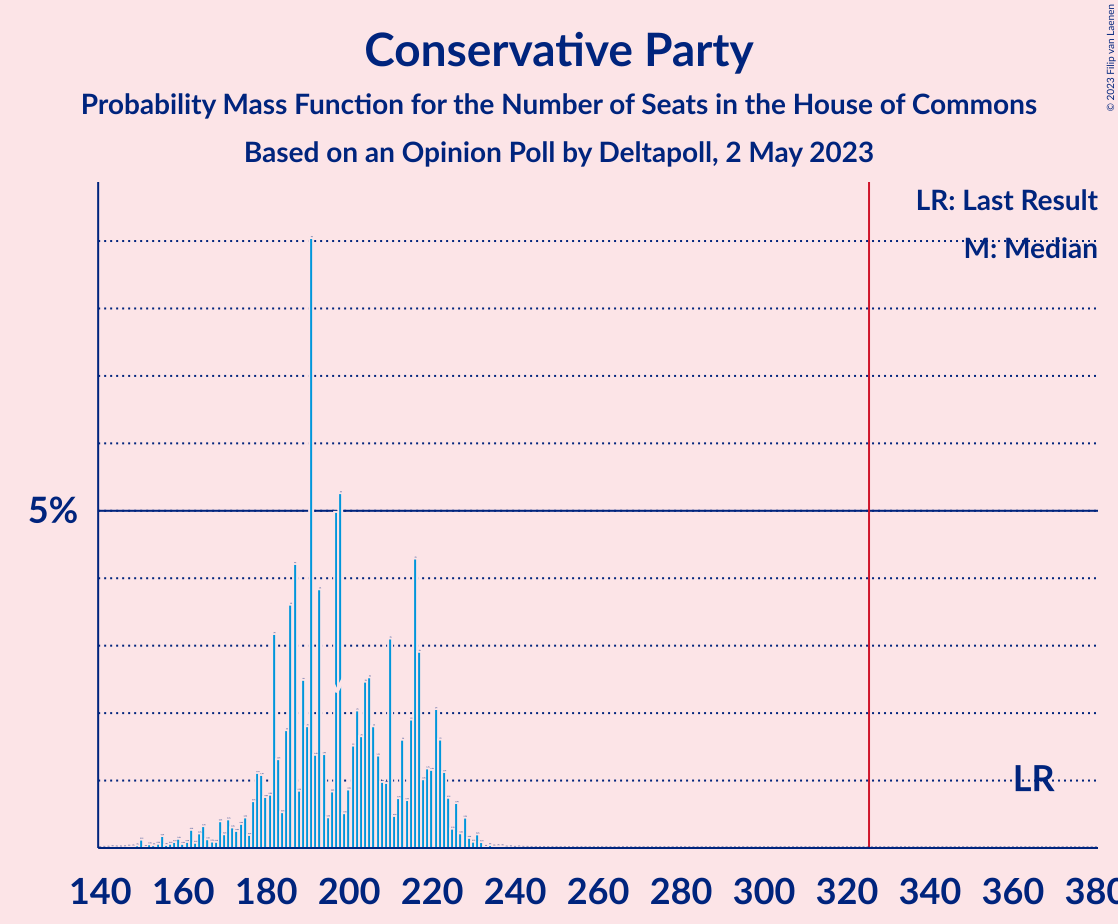 Conservative Party
Probability Mass Function for the Number of Seats in the House of Commons
Based on an Opinion Poll by Deltapoll, 2 May 2023
© 2023 Filip van Laenen
LR: Last Result
M: Median
5%
LR
140 160 180 200 220 240 260 280 300 320 340 360 380